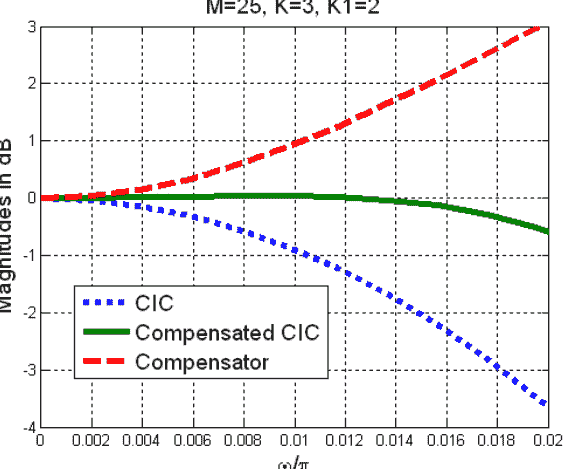 M=25, K=3, K1=2
Magnitudes in dB
3
2
1
0
-1
-2
-3
-4
CIC
Compensated CIC
Compensator
0 0.002 0.004 0.006 0.008 0.01 0.012 0.014 0.016 0.018 0.02
ω/π